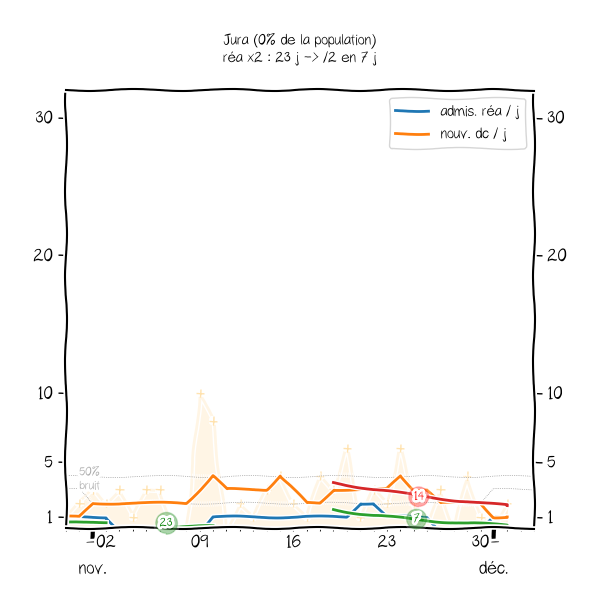 Jura (0% de la population)
réa x2 : 23 j -> /2 en 7 j
admis. réa / j
nouv. dc / j
30 30
20 20
10 10
5 5
1 1
50%
bruit
23
14
7
02 09 16 23 30
nov. déc.